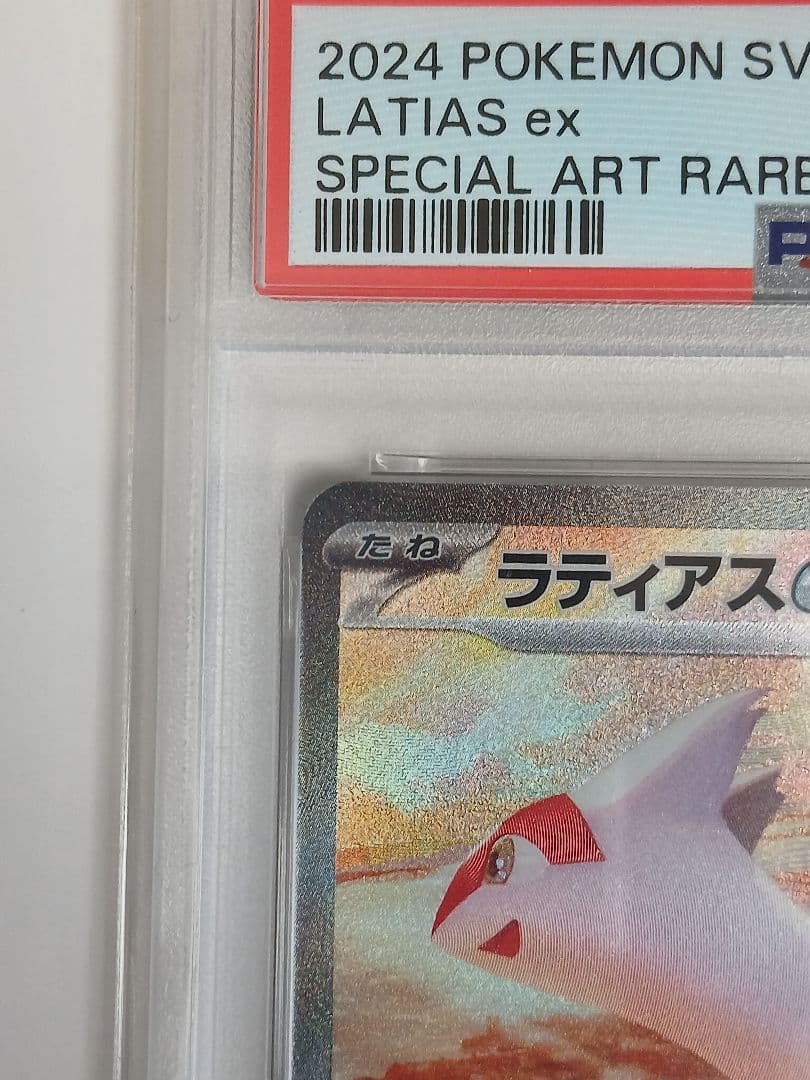 2024 POKEMON SV
LATIAS ex
SPECIAL ART RARE
たね
ラティアス